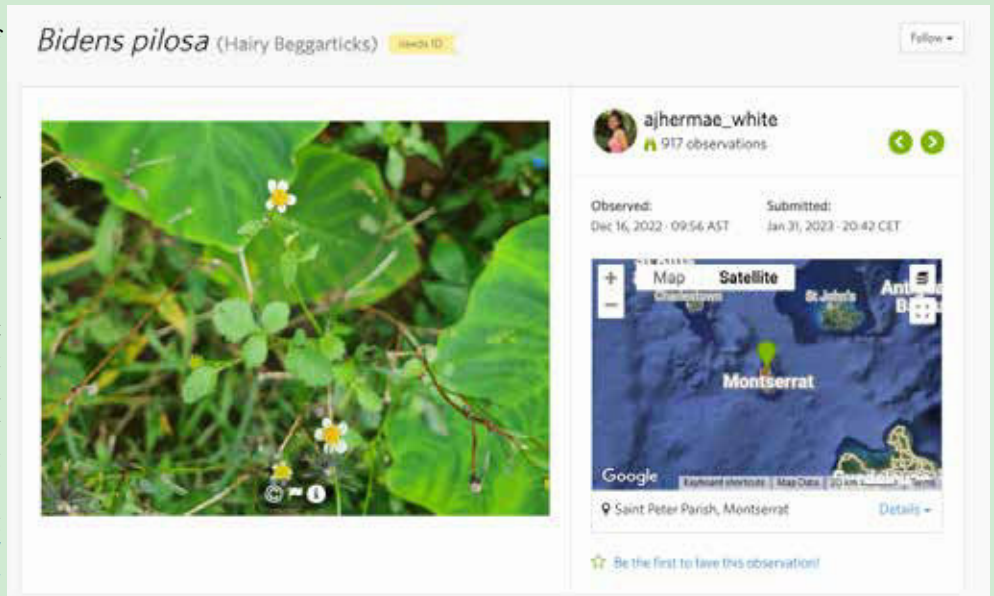 Bidens pilosa (Hairy Beggarticks) Needs ID
Follow
ajhermae_white
917 observations
Observed:
Dec 16, 2022 · 09:56 AST
Submitted:
Jan 31, 2023 · 20:42 CET
+
Map
Satellite
−
Charlestown
St John's
Montserrat
Google
Keyboard shortcuts
Map Data
Saint Peter Parish, Montserrat
Details
Be the first to fave this observation!